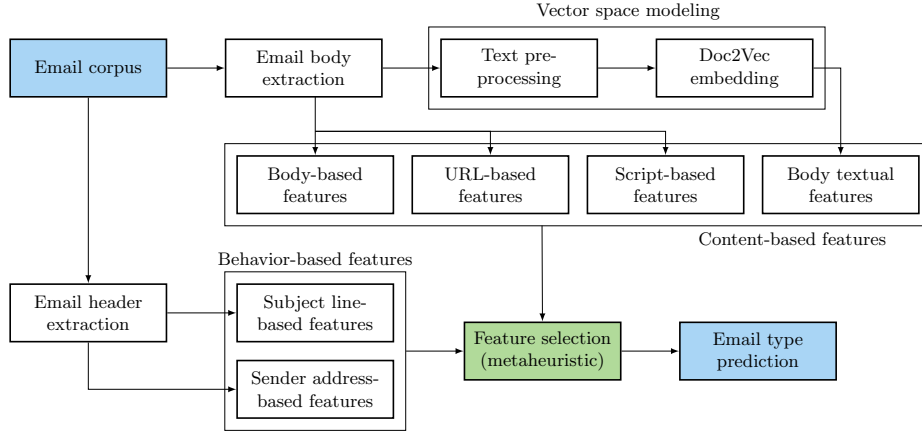 Vector space modeling
Email corpus
Email body
extraction
Text pre-
processing
Doc2Vec
embedding
Body-based
features
URL-based
features
Script-based
features
Body textual
features
Content-based features
Behavior-based features
Email header
extraction
Subject line-
based features
Feature selection
(metaheuristic)
Email type
prediction
Sender address-
based features